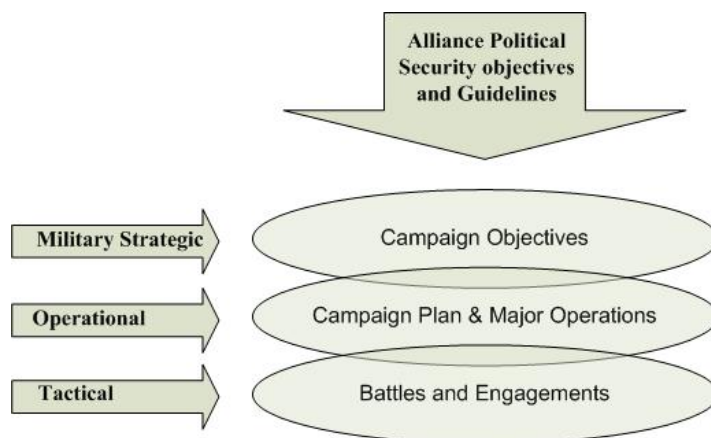 Alliance Political
Security objectives
and Guidelines
Military Strategic
Campaign Objectives
Operational
Campaign Plan & Major Operations
Tactical
Battles and Engagements